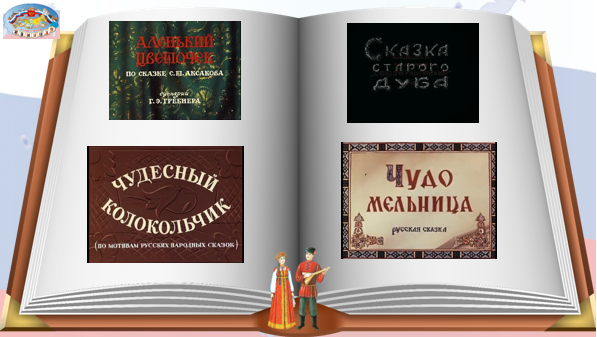 АЛЕНЬКИЙ
ЦВЕТОЧЕК
ПО СКАЗКЕ С.Т. АКСАКОВА
сценарий
Г. Э. ГРЕБНЕРА
СКАЗКА
СТАРОГО
ДУБА
ЧУДЕСНЫЙ
КОЛОКОЛЬЧИК
(ПО МОТИВАМ РУССКИХ НАРОДНЫХ СКАЗОК)
ЧУДО
МЕЛЬНИЦА
РУССКАЯ СКАЗКА